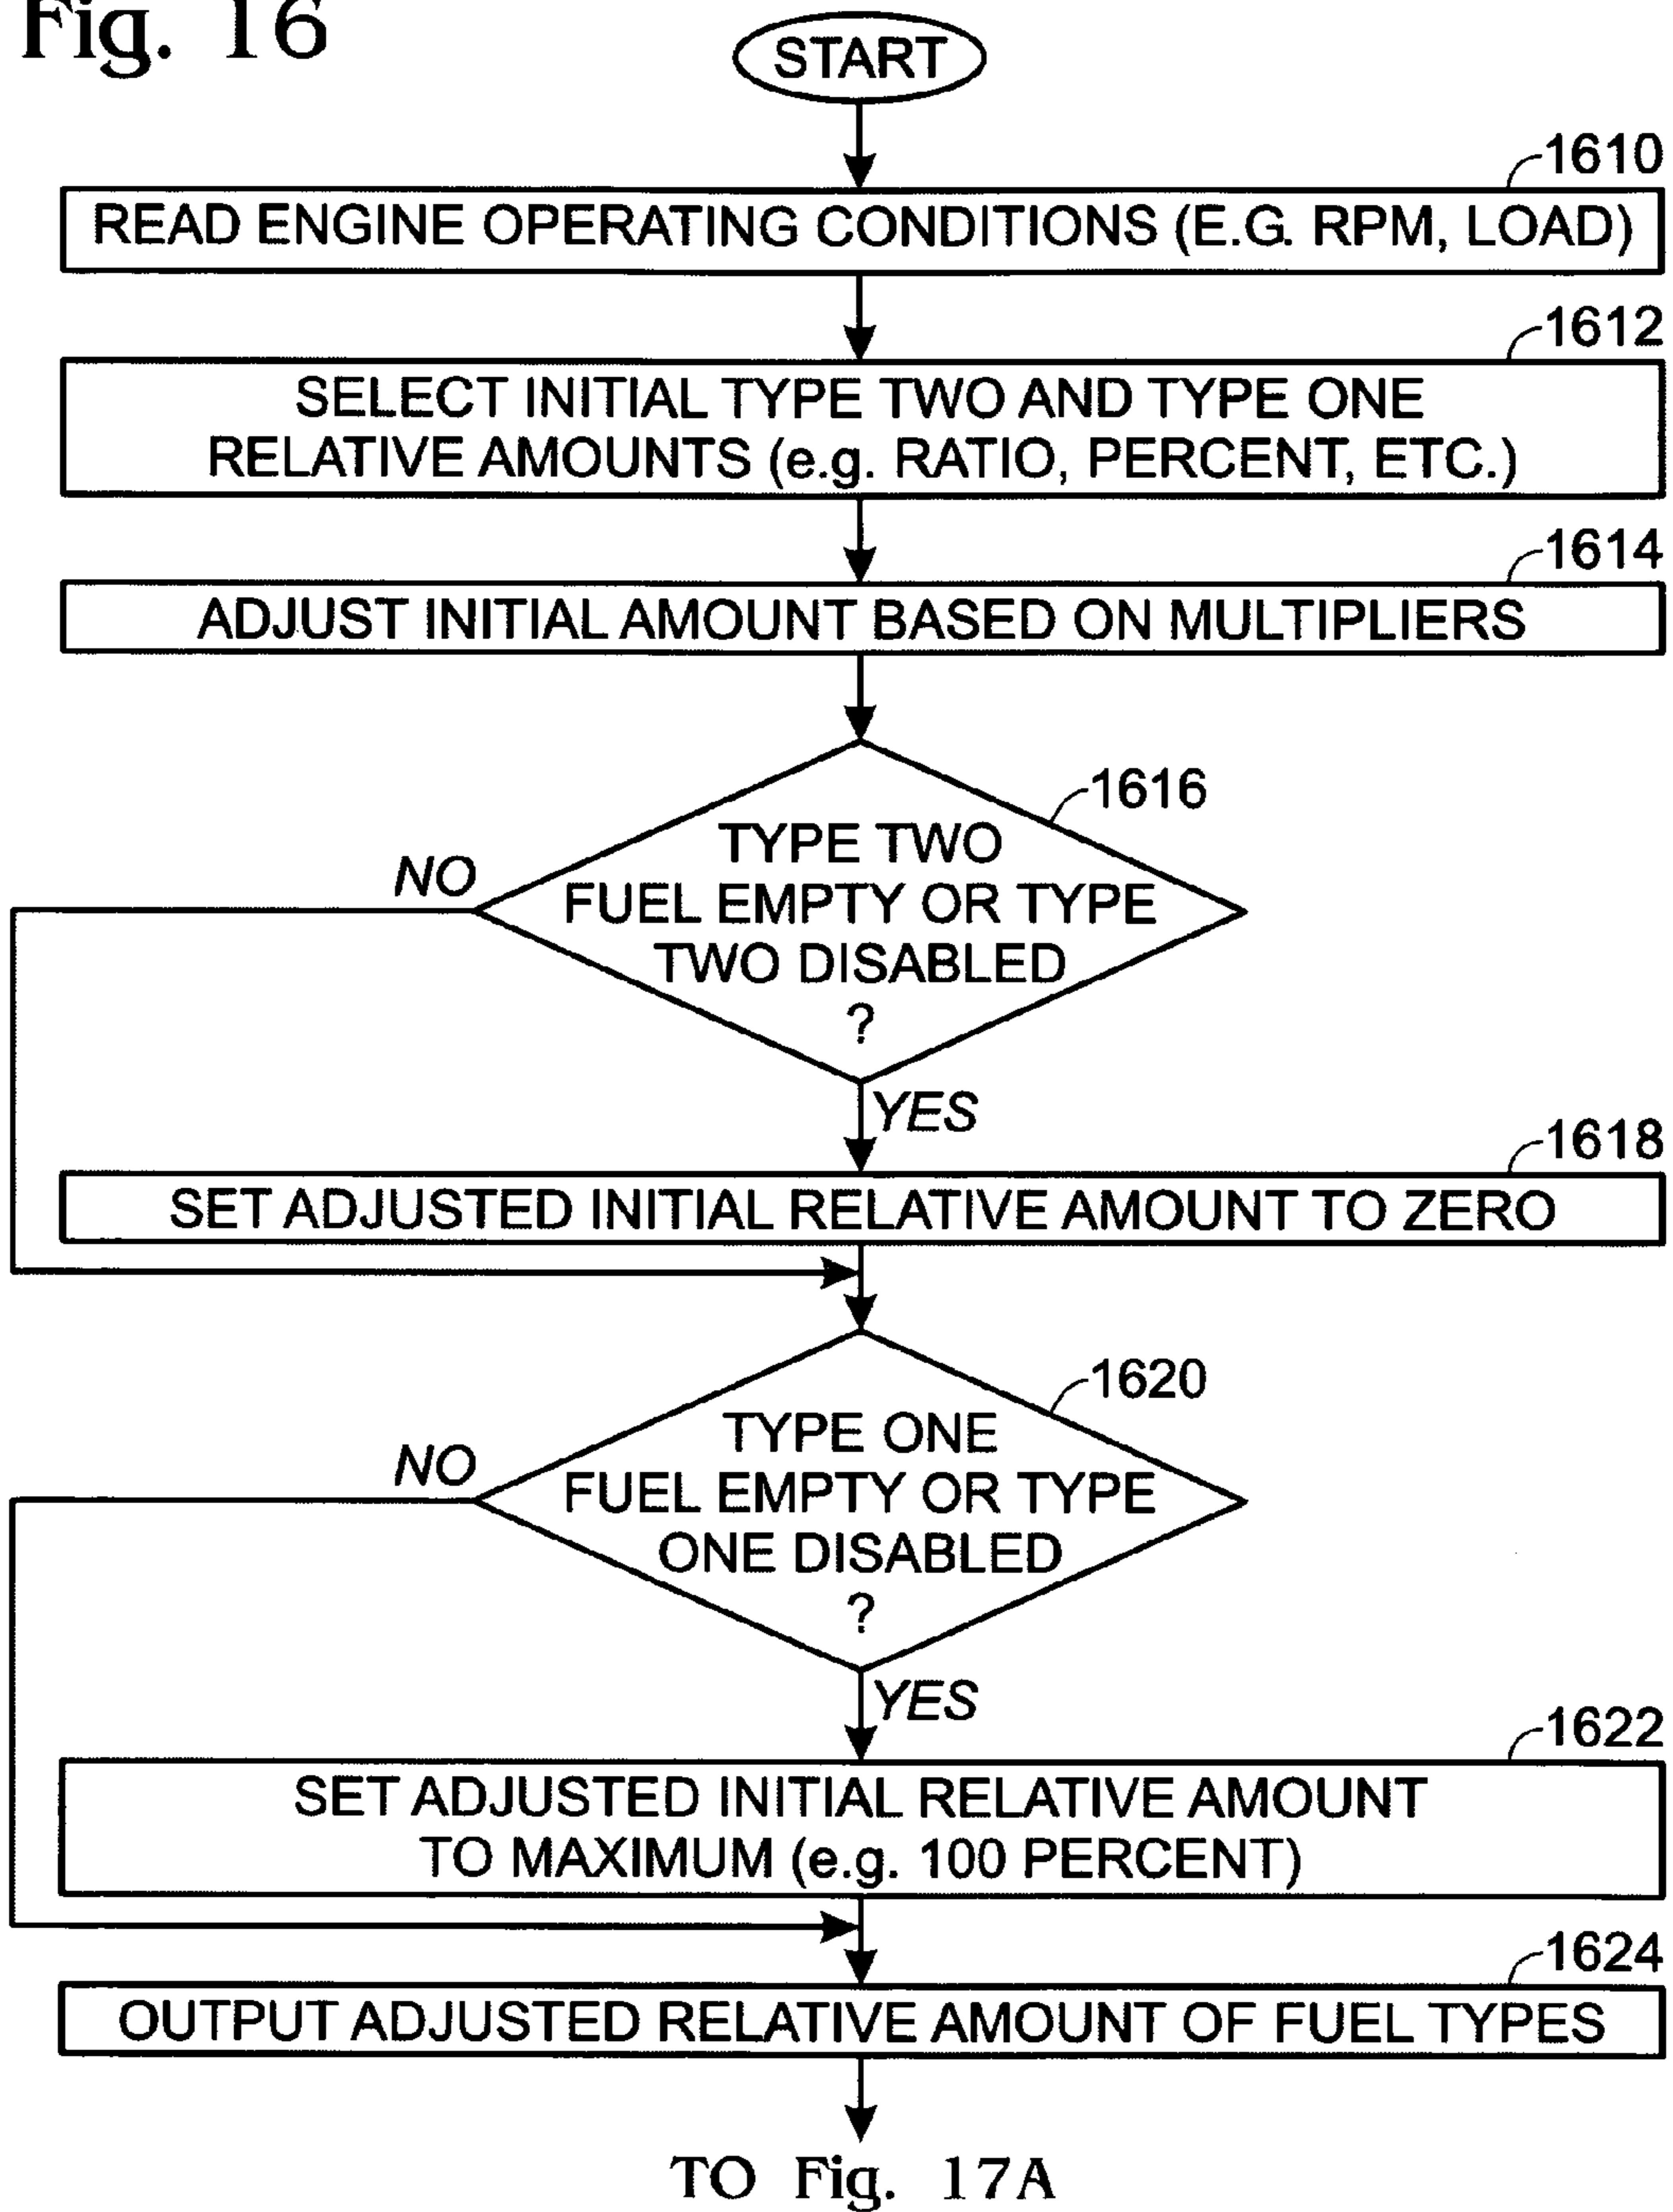 Fig. 16
START
1610
READ ENGINE OPERATING CONDITIONS (E.G. RPM, LOAD)
1612
SELECT INITIAL TYPE TWO AND TYPE ONE
RELATIVE AMOUNTS (e.g. RATIO, PERCENT, ETC.)
1614
ADJUST INITIAL AMOUNT BASED ON MULTIPLIERS
1616
TYPE TWO
FUEL EMPTY OR TYPE
TWO DISABLED
?
NO
YES
1618
SET ADJUSTED INITIAL RELATIVE AMOUNT TO ZERO
1620
TYPE ONE
FUEL EMPTY OR TYPE
ONE DISABLED
?
NO
YES
1622
SET ADJUSTED INITIAL RELATIVE AMOUNT
TO MAXIMUM (e.g. 100 PERCENT)
1624
OUTPUT ADJUSTED RELATIVE AMOUNT OF FUEL TYPES
TO Fig. 17A